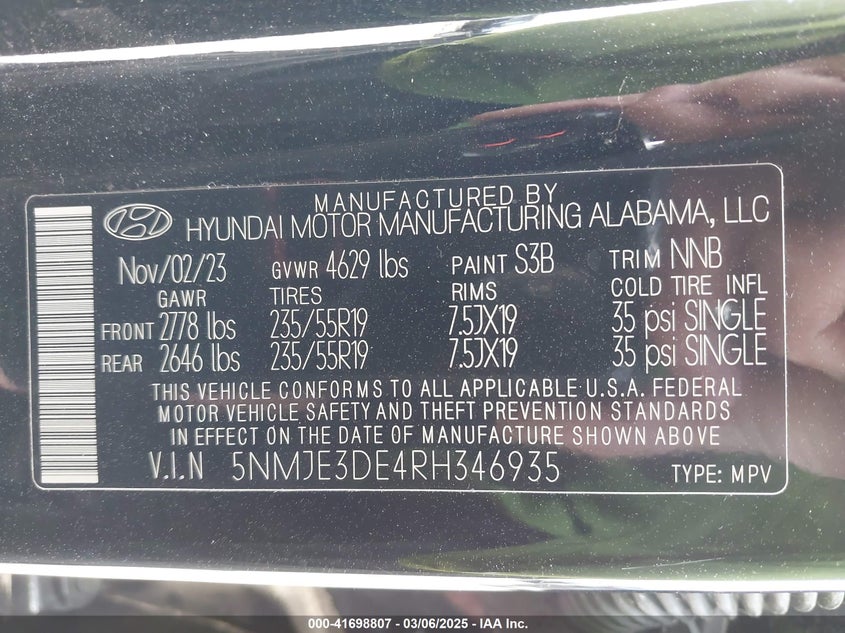 MANUFACTURED BY
HYUNDAI MOTOR MANUFACTURING ALABAMA, LLC
Nov/02/23 GVWR 4629 lbs PAINT S3B TRIM NNB
GAWR TIRES RIMS COLD TIRE INFL
FRONT 2778 lbs 235/55R19 7.5JX19 35 psi SINGLE
REAR 2646 lbs 235/55R19 7.5JX19 35 psi SINGLE
THIS VEHICLE CONFORMS TO ALL APPLICABLE U.S.A. FEDERAL
MOTOR VEHICLE SAFETY AND THEFT PREVENTION STANDARDS
IN EFFECT ON THE DATE OF MANUFACTURE SHOWN ABOVE
V.I.N 5NMJE3DE4RH346935 TYPE: MPV
000-41698807 - 03/06/2025 - IAA Inc.